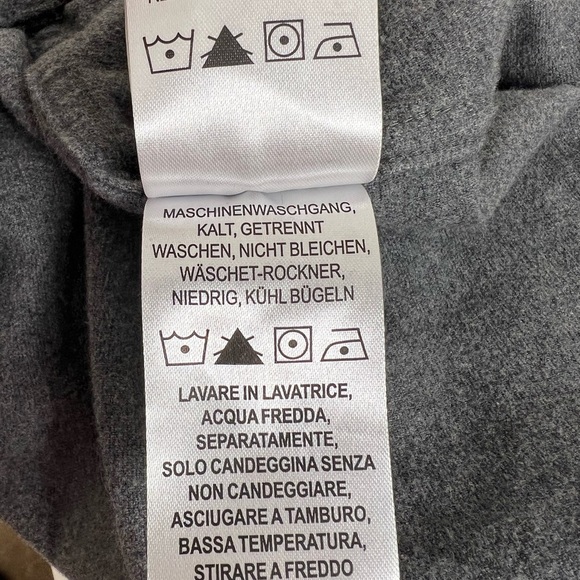 MASCHINENWASCHGANG,
KALT, GETRENNT
WASCHEN, NICHT BLEICHEN,
WÄSCHET-ROCKNER,
NIEDRIG, KÜHL BÜGELN
LAVARE IN LAVATRICE,
ACQUA FREDDA,
SEPARATAMENTE,
SOLO CANDEGGINA SENZA
NON CANDEGGIARE,
ASCIUGARE A TAMBURO,
BASSA TEMPERATURA,
STIRARE A FREDDO